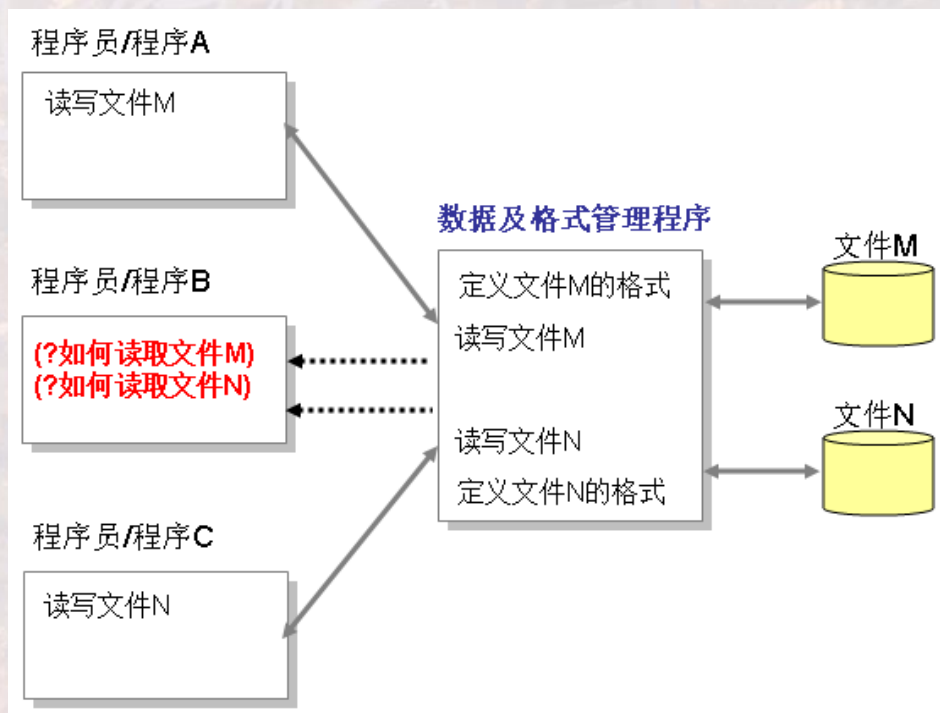 程序员/程序A
读写文件M
程序员/程序B
(?如何读取文件M)
(?如何读取文件N)
程序员/程序C
读写文件N
数据及格式管理程序
定义文件M的格式
读写文件M
读写文件N
定义文件N的格式
文件M
文件N